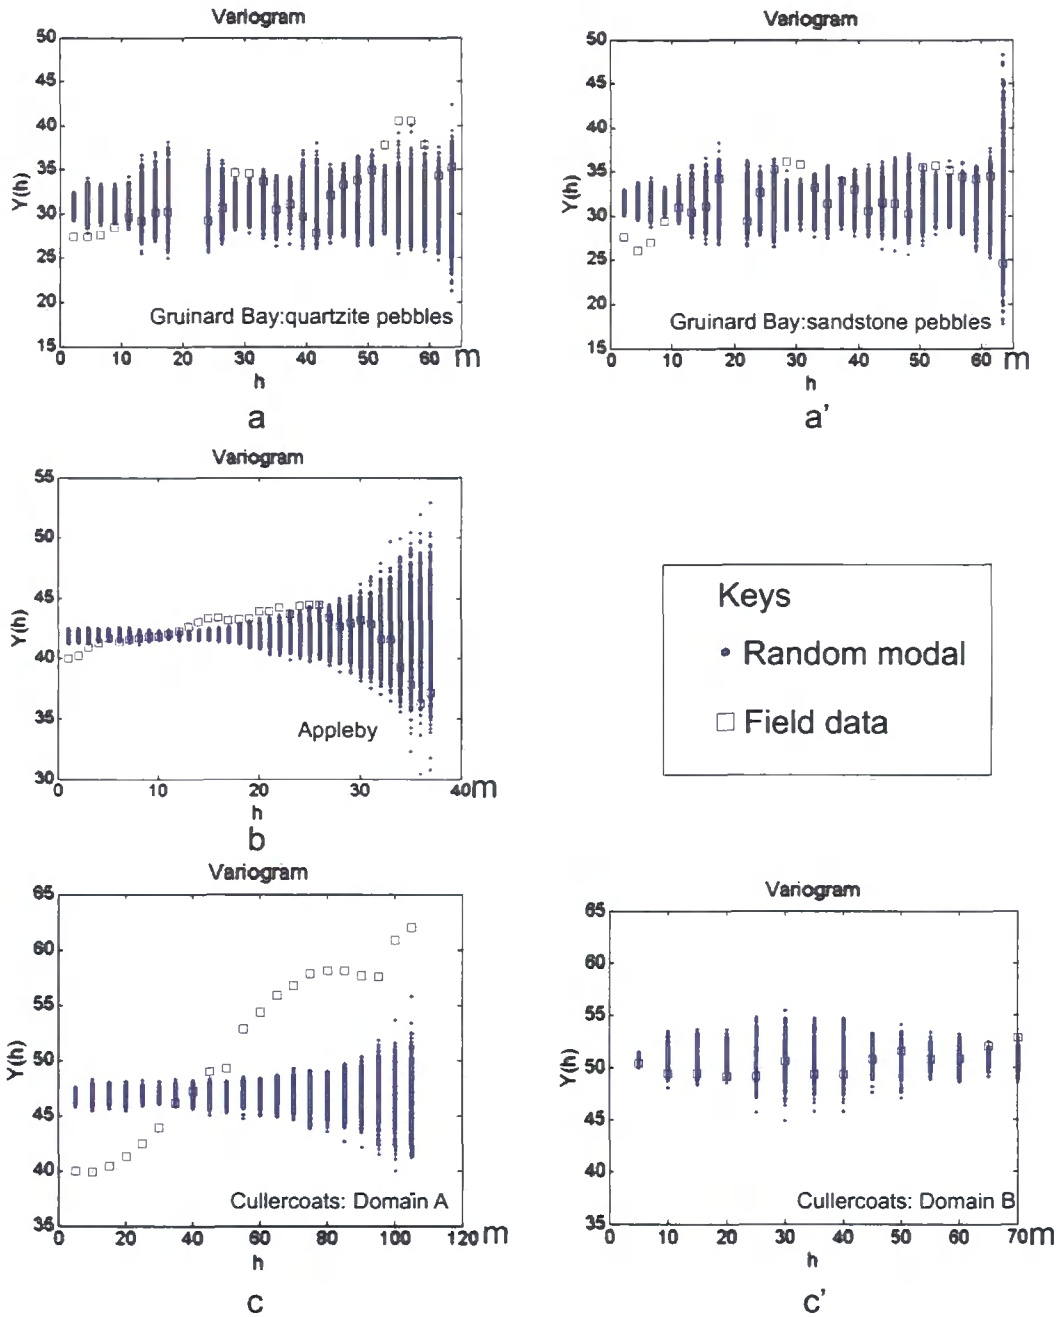 Variogram
50
45
40
35
30
25
20
15
Y(h)
0 10 20 30 40 50 60 m
h
Gruinard Bay:quartzite pebbles
a
Variogram
50
45
40
35
30
25
20
15
Y(h)
0 10 20 30 40 50 60 m
h
Gruinard Bay:sandstone pebbles
a'
Variogram
55
50
45
40
35
30
Y(h)
0 10 20 30 40m
h
Appleby
b
Keys
Random modal
Field data
Variogram
65
60
55
50
45
40
35
Y(h)
0 20 40 60 80 100 120 m
h
Cullercoats: Domain A
c
Variogram
65
60
55
50
45
40
35
Y(h)
0 10 20 30 40 50 60 70m
h
Cullercoats: Domain B
c'